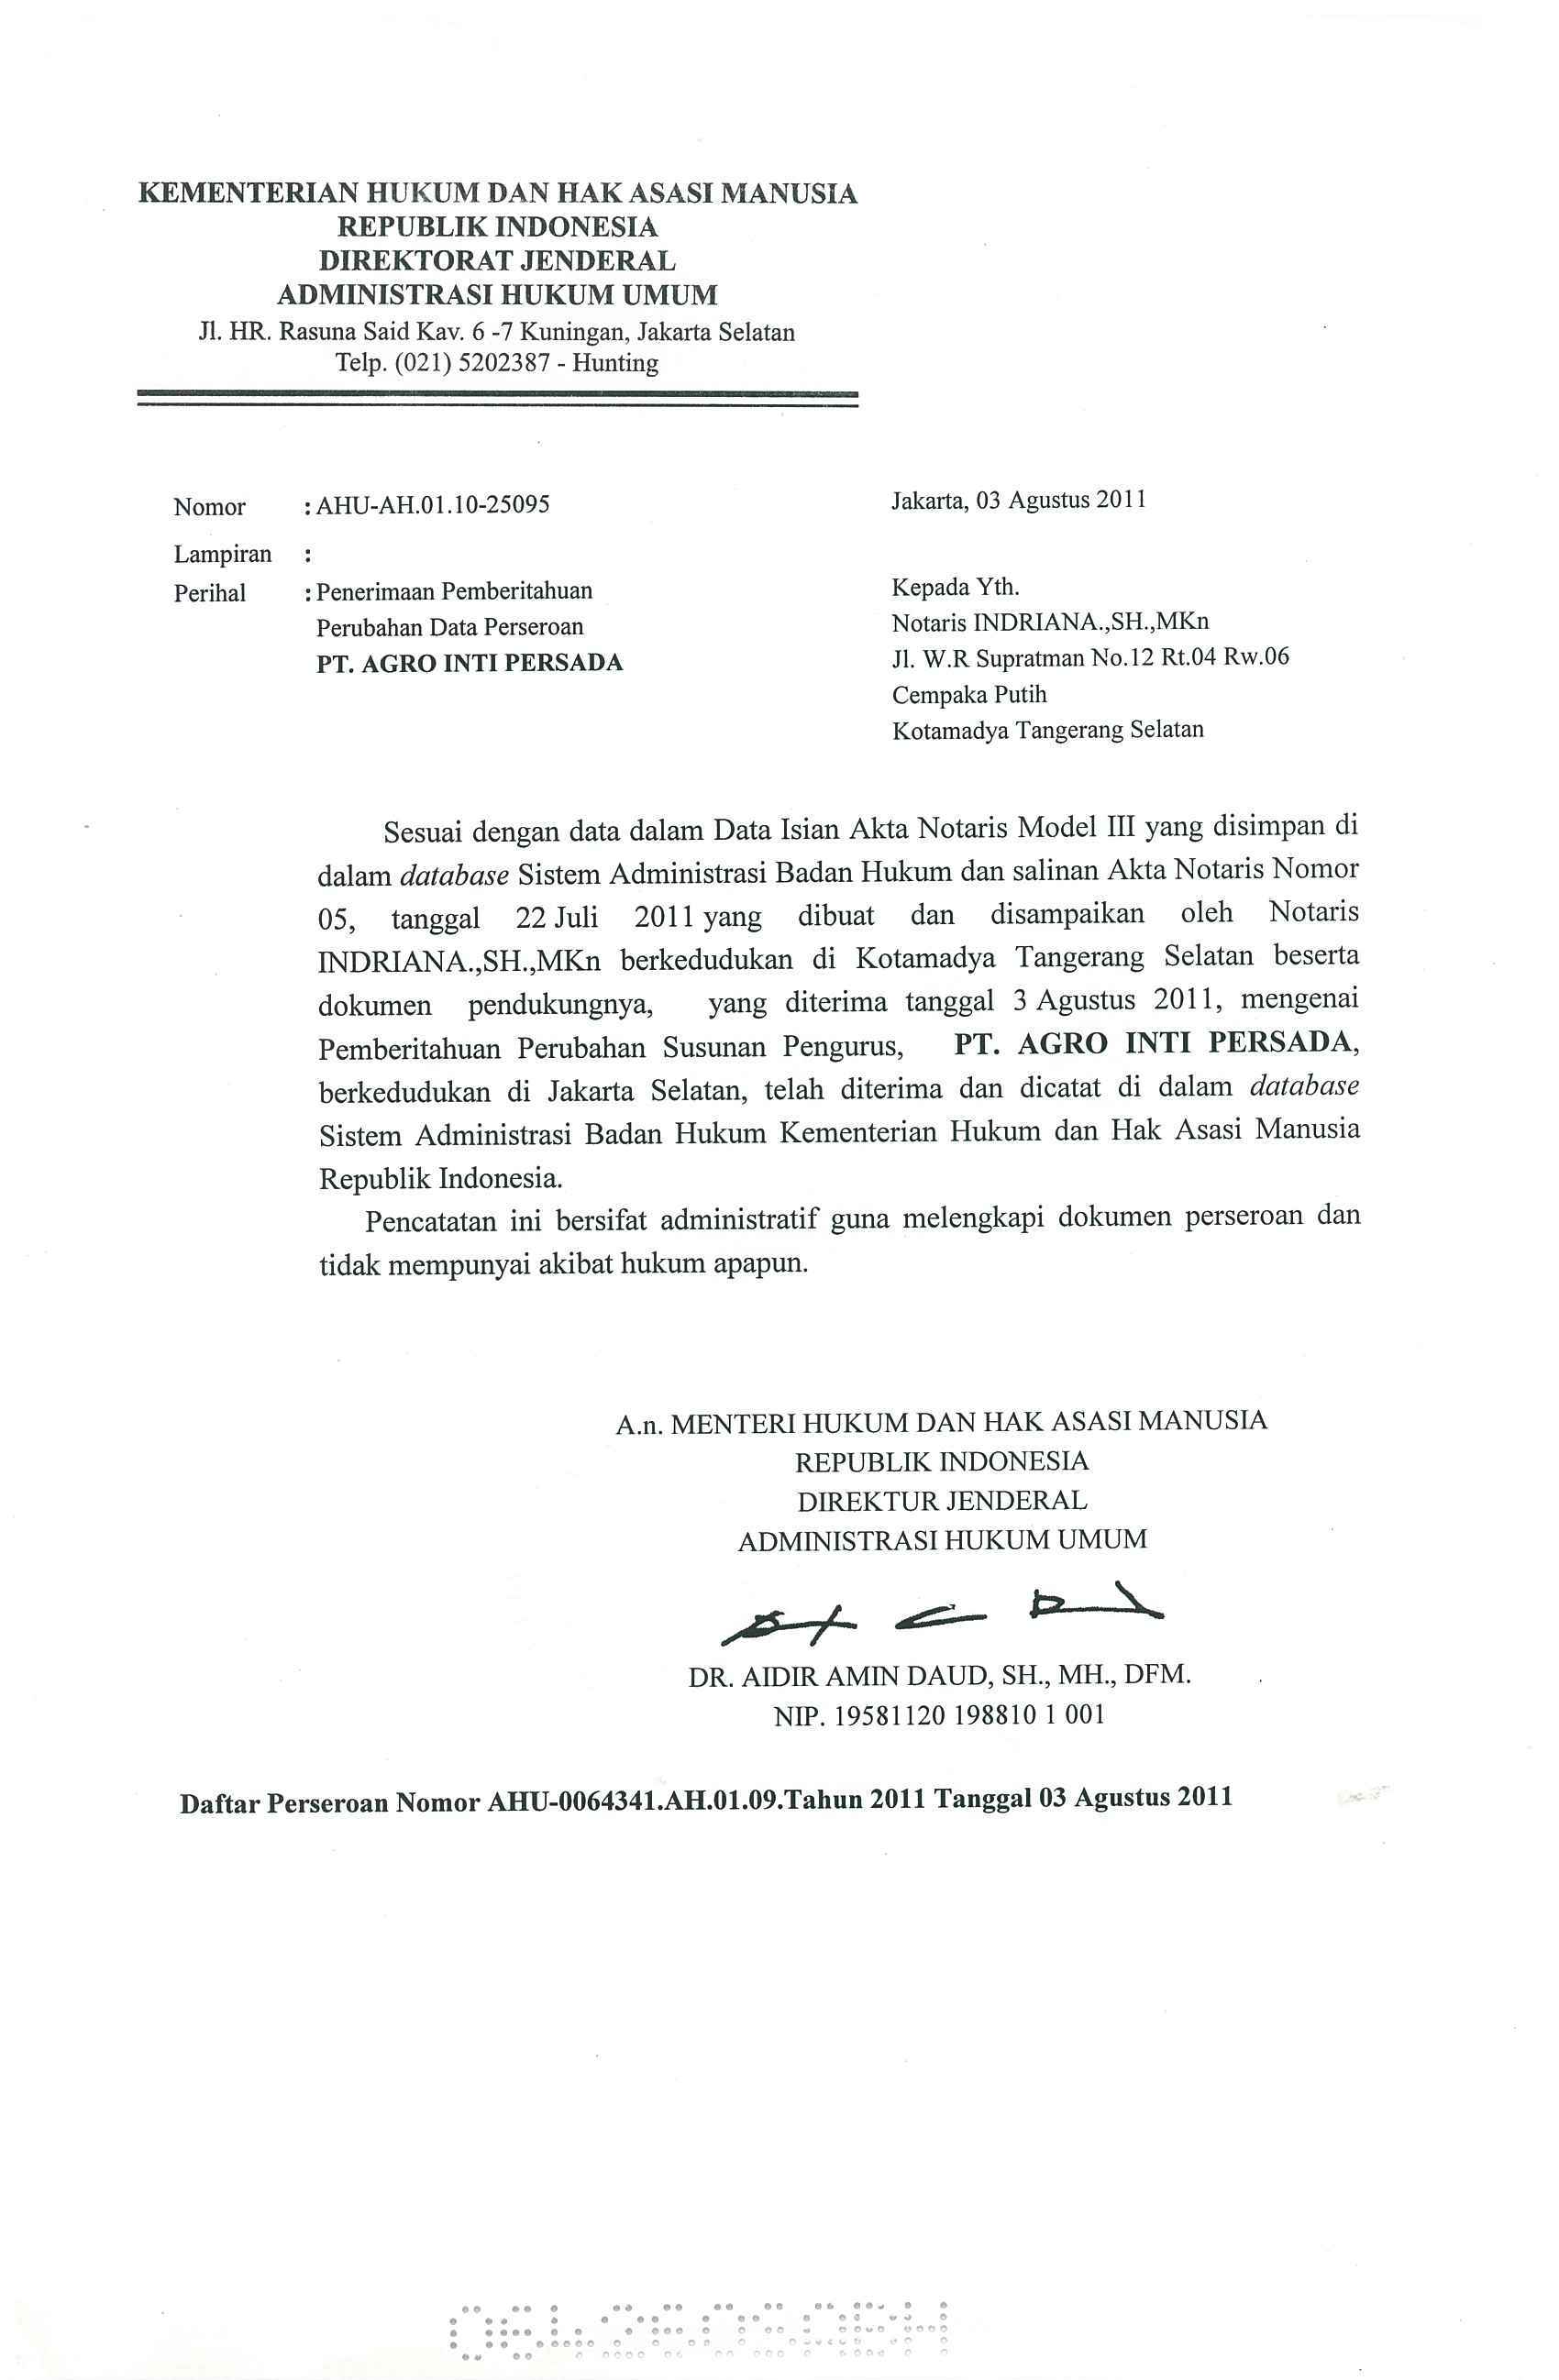 KEMENTERIAN HUKUM DAN HAK ASASI MANUSIA
REPUBLIK INDONESIA
DIREKTORAT JENDERAL
ADMINISTRASI HUKUM UMUM
Jl. HR. Rasuna Said Kav. 6 -7 Kuningan, Jakarta Selatan
Telp. (021) 5202387 - Hunting
Nomor : AHU-AH.01.10-25095
Lampiran :
Perihal : Penerimaan Pemberitahuan
Perubahan Data Perseroan
PT. AGRO INTI PERSADA
Jakarta, 03 Agustus 2011
Kepada Yth.
Notaris INDRIANA.,SH.,MKn
Jl. W.R Supratman No.12 Rt.04 Rw.06
Cempaka Putih
Kotamadya Tangerang Selatan
Sesuai dengan data dalam Data Isian Akta Notaris Model III yang disimpan di
dalam database Sistem Administrasi Badan Hukum dan salinan Akta Notaris Nomor
05, tanggal 22 Juli 2011 yang dibuat dan disampaikan oleh Notaris
INDRIANA.,SH.,MKn berkedudukan di Kotamadya Tangerang Selatan beserta
dokumen pendukungnya, yang diterima tanggal 3 Agustus 2011, mengenai
Pemberitahuan Perubahan Susunan Pengurus, PT. AGRO INTI PERSADA,
berkedudukan di Jakarta Selatan, telah diterima dan dicatat di dalam database
Sistem Administrasi Badan Hukum Kementerian Hukum dan Hak Asasi Manusia
Republik Indonesia.
Pencatatan ini bersifat administratif guna melengkapi dokumen perseroan dan
tidak mempunyai akibat hukum apapun.
A.n. MENTERI HUKUM DAN HAK ASASI MANUSIA
REPUBLIK INDONESIA
DIREKTUR JENDERAL
ADMINISTRASI HUKUM UMUM
DR. AIDIR AMIN DAUD, SH., MH., DFM.
NIP. 19581120 198810 1 001
Daftar Perseroan Nomor AHU-0064341.AH.01.09.Tahun 2011 Tanggal 03 Agustus 2011